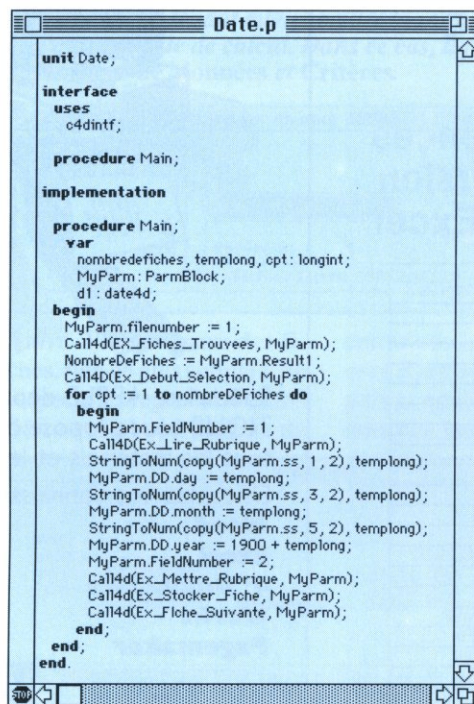 Date.p
unit Date;
interface
uses
c4dintf;
procedure Main;
implementation
procedure Main;
var
nombredefiches, templong, cpt: longint;
MyParm: ParmBlock;
d1: date4d;
begin
MyParm.filenumber := 1;
Call4d(EX_Fiches_Trouvees, MyParm);
NombreDeFiches := MyParm.Result1;
Call4D(Ex_Debut_Selection, MyParm);
for cpt := 1 to nombreDeFiches do
begin
MyParm.FieldNumber := 1;
Call4D(Ex_Lire_Rubrique, MyParm);
StringToNum(copy(MyParm.ss, 1, 2), templong);
MyParm.DD.day := templong;
StringToNum(copy(MyParm.ss, 3, 2), templong);
MyParm.DD.month := templong;
StringToNum(copy(MyParm.ss, 5, 2), templong);
MyParm.DD.year := 1900 + templong;
MyParm.FieldNumber := 2;
Call4d(Ex_Mettre_Rubrique, MyParm);
Call4d(Ex_Stocker_Fiche, MyParm);
Call4d(Ex_FIche_Suivante, MyParm);
end;
end;
end.
STOP